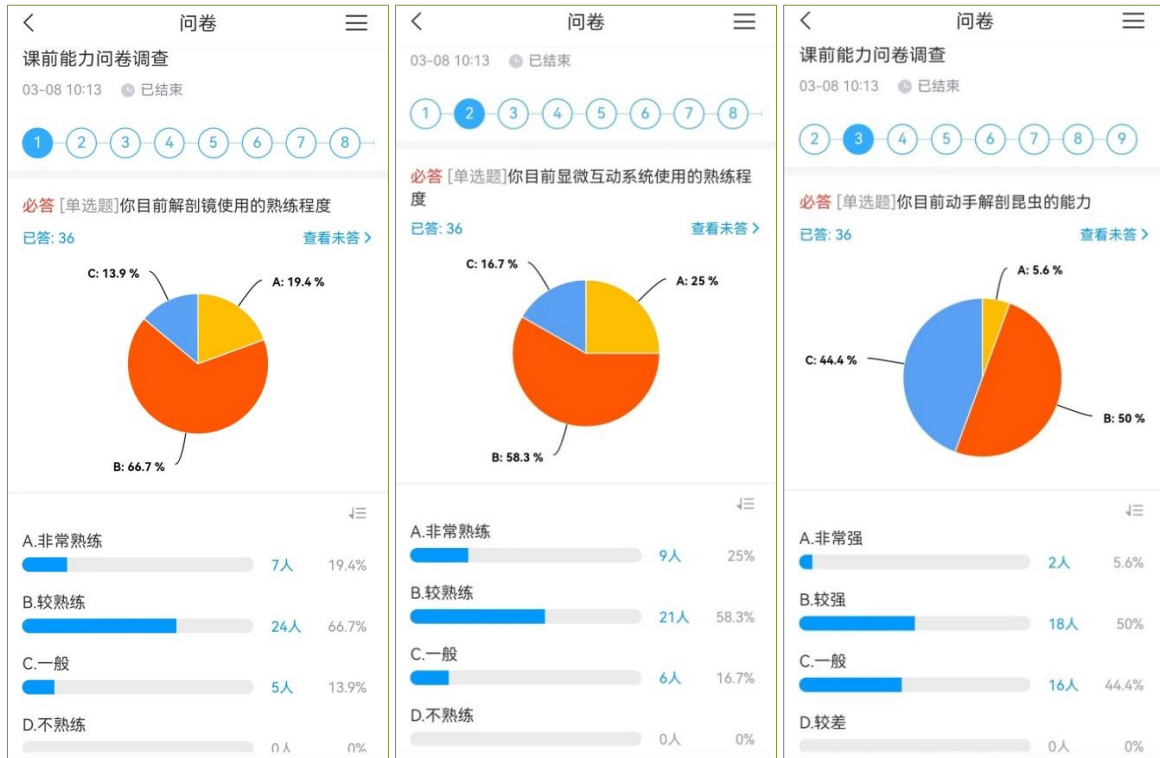 问卷
课前能力问卷调查
03-08 10:13 已结束
1 2 3 4 5 6 7 8
必答 [单选题]你目前解剖镜使用的熟练程度
已答: 36 查看未答
C: 13.9 %
A: 19.4 %
B: 66.7 %
A.非常熟练
7人 19.4%
B.较熟练
24人 66.7%
C.一般
5人 13.9%
D.不熟练
0人 0%
问卷
03-08 10:13 已结束
1 2 3 4 5 6 7 8
必答 [单选题]你目前显微互动系统使用的熟练程
度
已答: 36 查看未答
C: 16.7 %
A: 25 %
B: 58.3 %
A.非常熟练
9人 25%
B.较熟练
21人 58.3%
C.一般
6人 16.7%
D.不熟练
0人 0%
问卷
课前能力问卷调查
03-08 10:13 已结束
2 3 4 5 6 7 8 9
必答 [单选题]你目前动手解剖昆虫的能力
已答: 36 查看未答
A: 5.6 %
C: 44.4 %
B: 50 %
A.非常强
2人 5.6%
B.较强
18人 50%
C.一般
16人 44.4%
D.较差
0人 0%